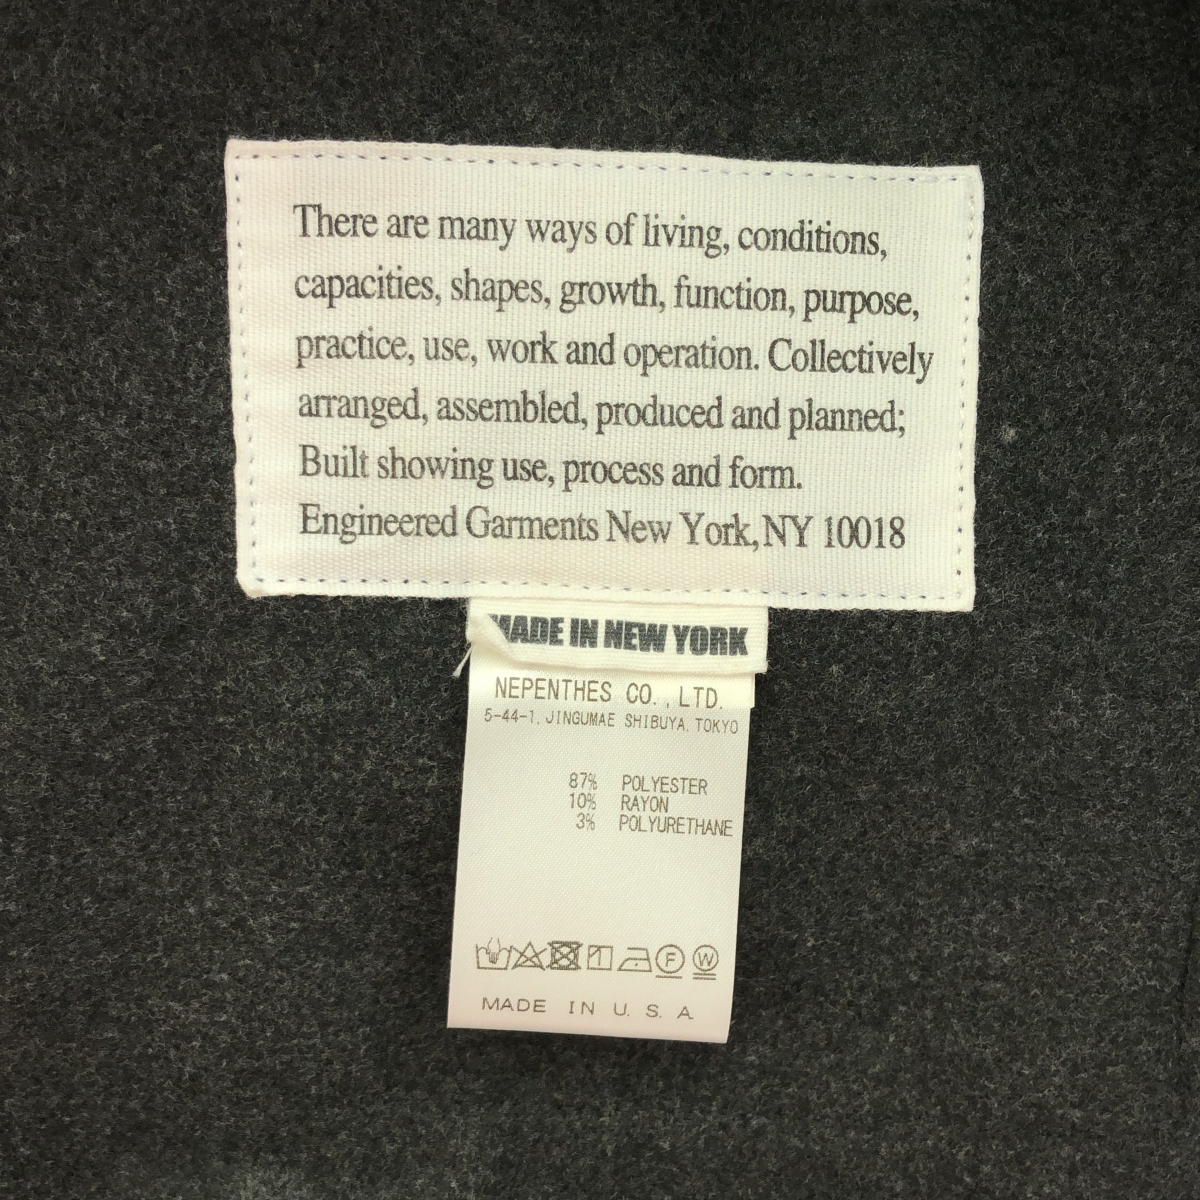 There are many ways of living, conditions,
capacities, shapes, growth, function, purpose,
practice, use, work and operation. Collectively
arranged, assembled, produced and planned;
Built showing use, process and form.
Engineered Garments New York, NY 10018
MADE IN NEW YORK
NEPENTHES CO., LTD.
5-44-1, JINGUMAE SHIBUYA, TOKYO
87% POLYESTER
10% RAYON
3% POLYURETHANE
F W
MADE IN U. S. A